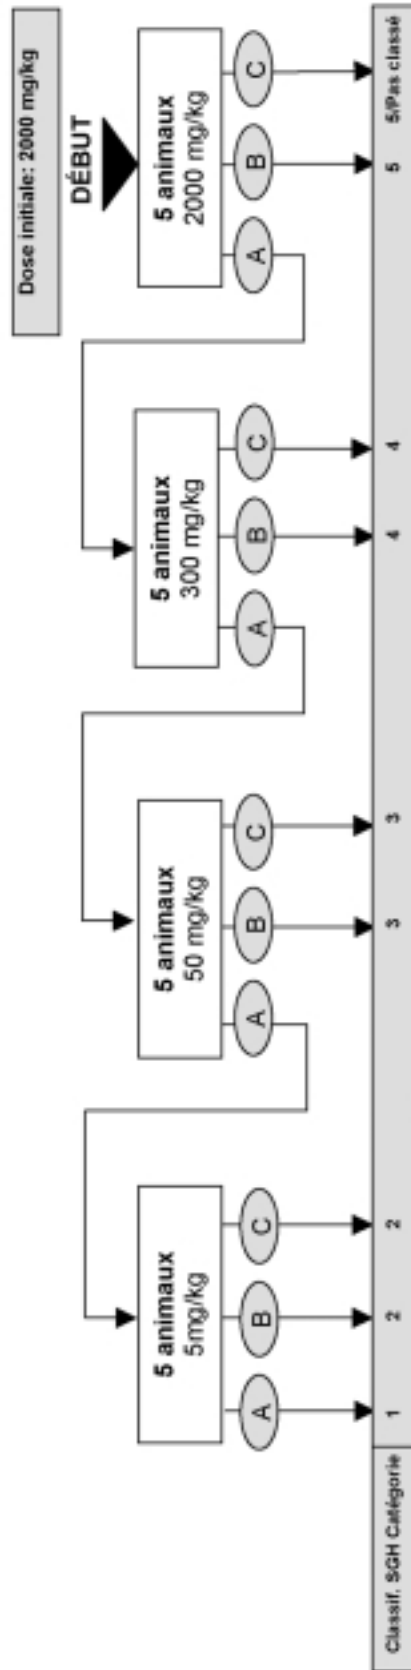 Dose initiale: 2000 mg/kg
DÉBUT
5 animaux
5mg/kg
5 animaux
50 mg/kg
5 animaux
300 mg/kg
5 animaux
2000 mg/kg
A
B
C
A
B
C
A
B
C
A
B
C
Classif. SGH Catégorie
1
2
2
3
3
4
4
5
5/Pas classé